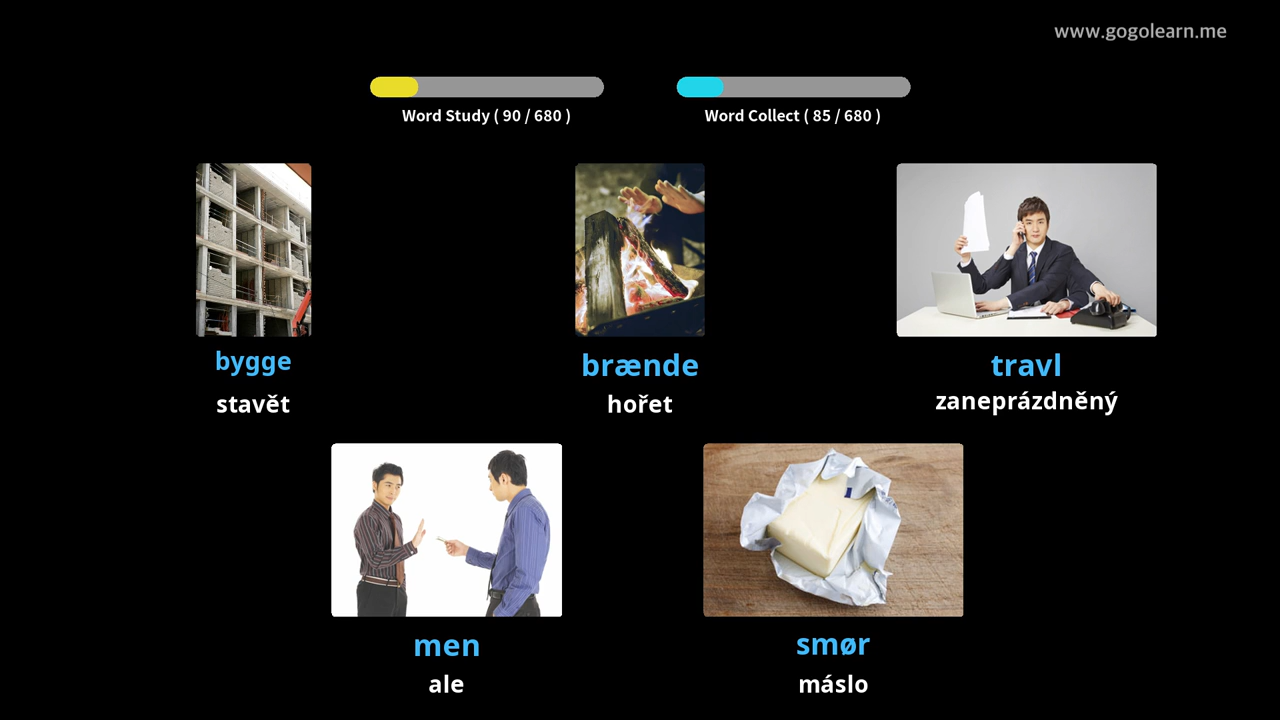 www.gogolearn.me
Word Study ( 90 / 680 )
Word Collect ( 85 / 680 )
bygge
stavět
brænde
hořet
travl
zaneprázdněný
men
ale
smør
máslo